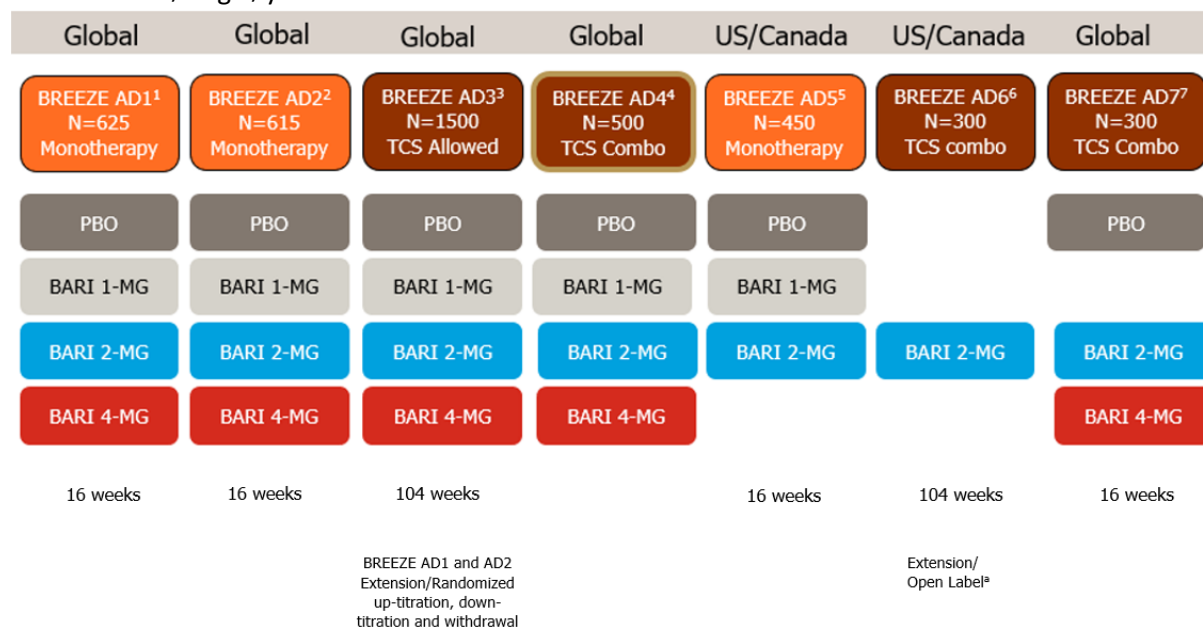 Global Global Global Global US/Canada US/Canada Global
BREEZE AD1¹
N=625
Monotherapy
BREEZE AD2²
N=615
Monotherapy
BREEZE AD3³
N=1500
TCS Allowed
BREEZE AD4⁴
N=500
TCS Combo
BREEZE AD5⁵
N=450
Monotherapy
BREEZE AD6⁶
N=300
TCS combo
BREEZE AD7⁷
N=300
TCS Combo
PBO PBO PBO PBO PBO PBO
BARI 1-MG BARI 1-MG BARI 1-MG BARI 1-MG BARI 1-MG
BARI 2-MG BARI 2-MG BARI 2-MG BARI 2-MG BARI 2-MG BARI 2-MG BARI 2-MG
BARI 4-MG BARI 4-MG BARI 4-MG BARI 4-MG BARI 4-MG
16 weeks 16 weeks 104 weeks 16 weeks 104 weeks 16 weeks
BREEZE AD1 and AD2
Extension/Randomized
up-titration, down-
titration and withdrawal
Extension/
Open Labelᵃ